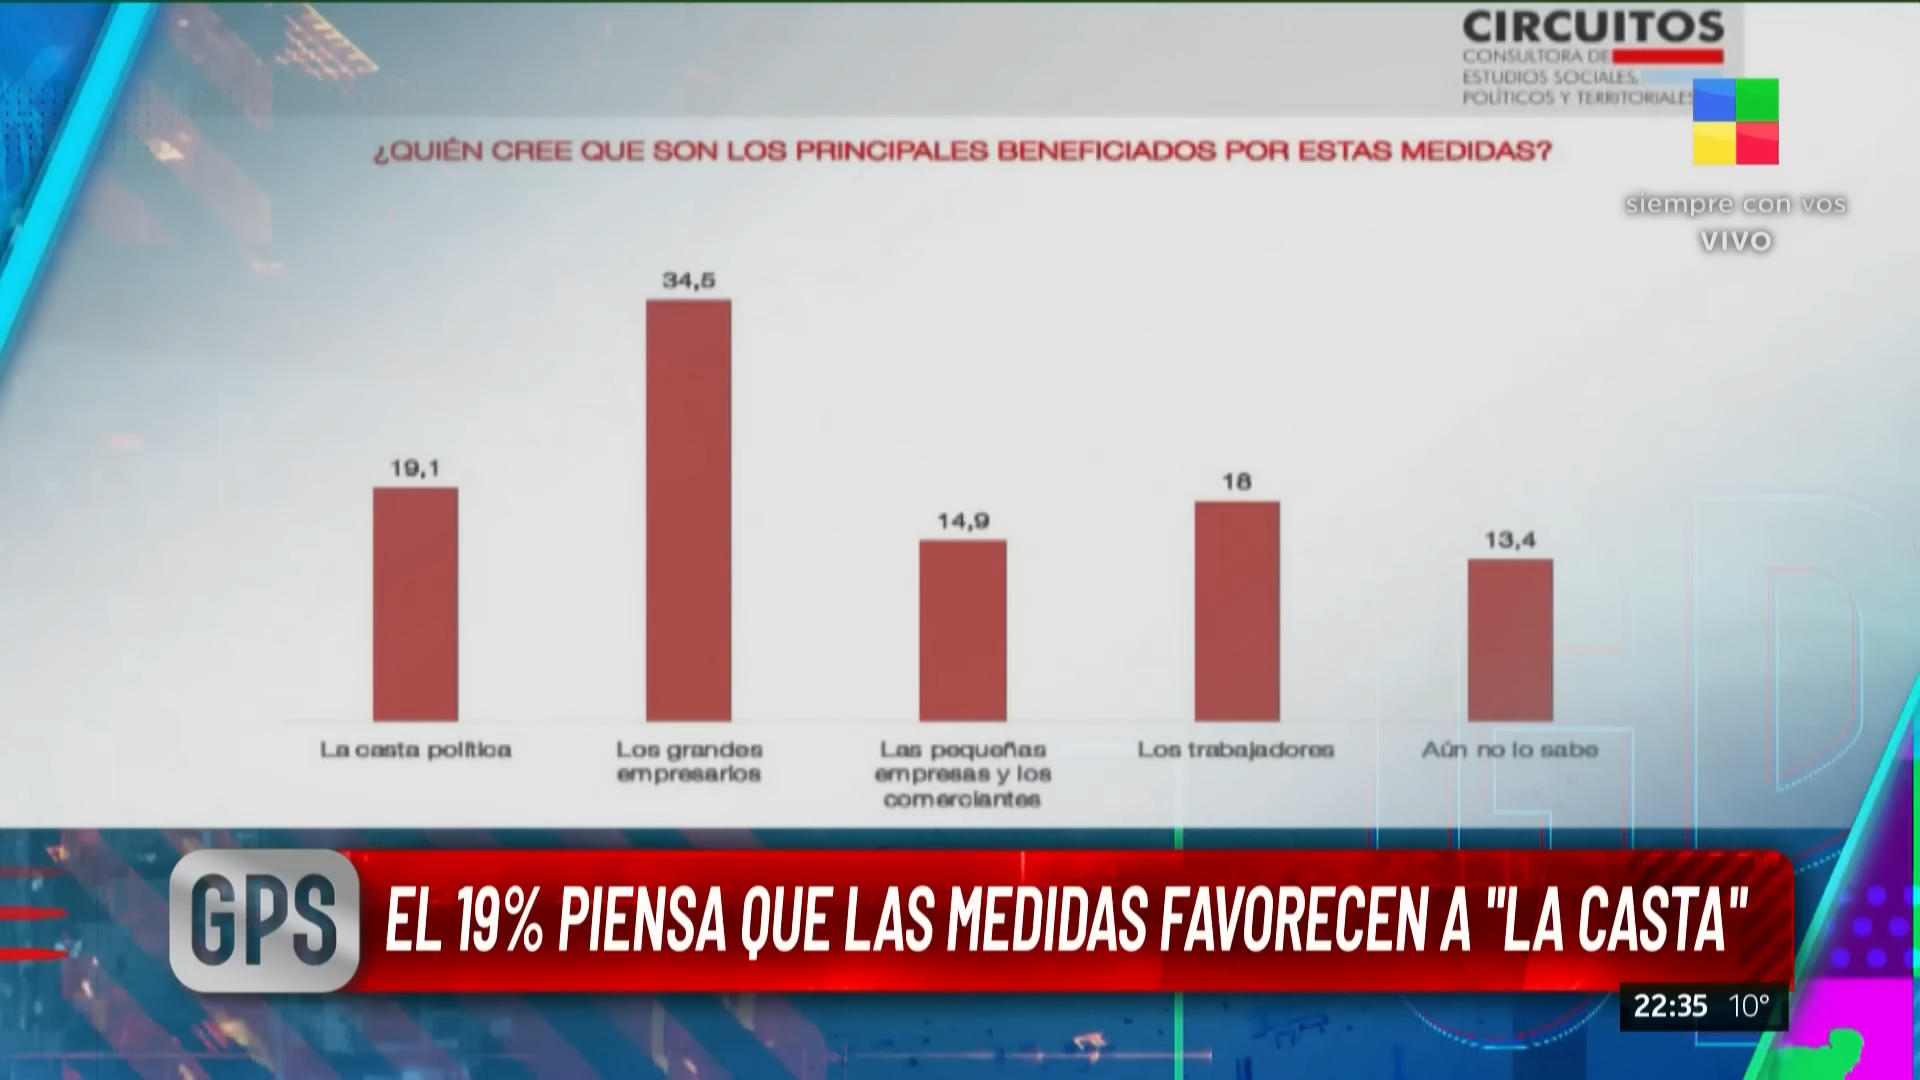 CIRCUITOS
CONSULTORA DE
ESTUDIOS SOCIALES,
POLÍTICOS Y TERRITORIALES
¿QUIÉN CREE QUE SON LOS PRINCIPALES BENEFICIADOS POR ESTAS MEDIDAS?
siempre con vos
VIVO
34,5
19,1
18
14,9
13,4
La casta política
Los grandes
empresarios
Las pequeñas
empresas y los
comerciantes
Los trabajadores
Aún no lo sabe
GPS
EL 19% PIENSA QUE LAS MEDIDAS FAVORECEN A "LA CASTA"
22:35 10°